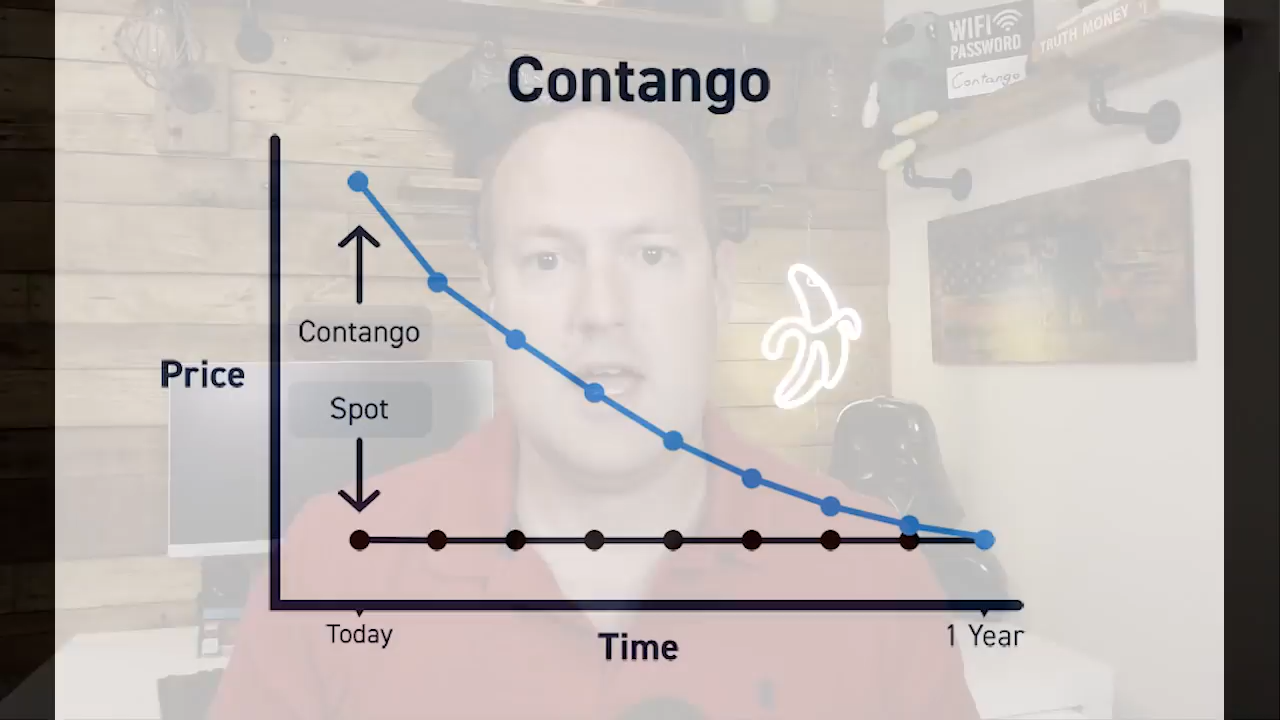 WIFI
PASSWORD
Contango
TRUTH MONEY
Contango
Contango
Spot
Price
Today
Time
1 Year